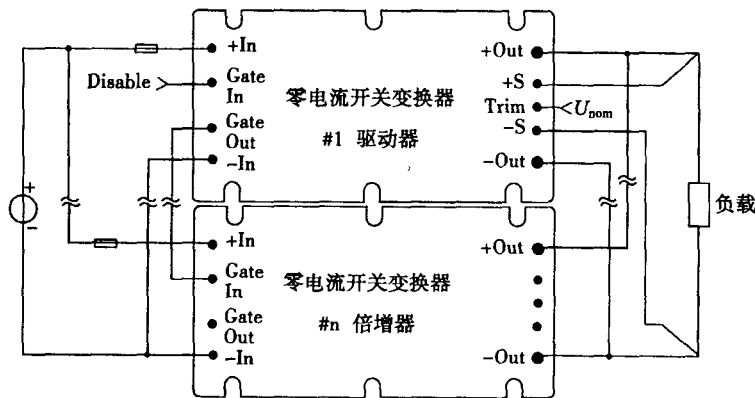 +In
Disable
Gate
In
Gate
Out
-In
零电流开关变换器
#1 驱动器
+Out
+S
Trim
U_nom
-S
-Out
+
-
+In
Gate
In
Gate
Out
-In
零电流开关变换器
#n 倍增器
+Out
-Out
负载